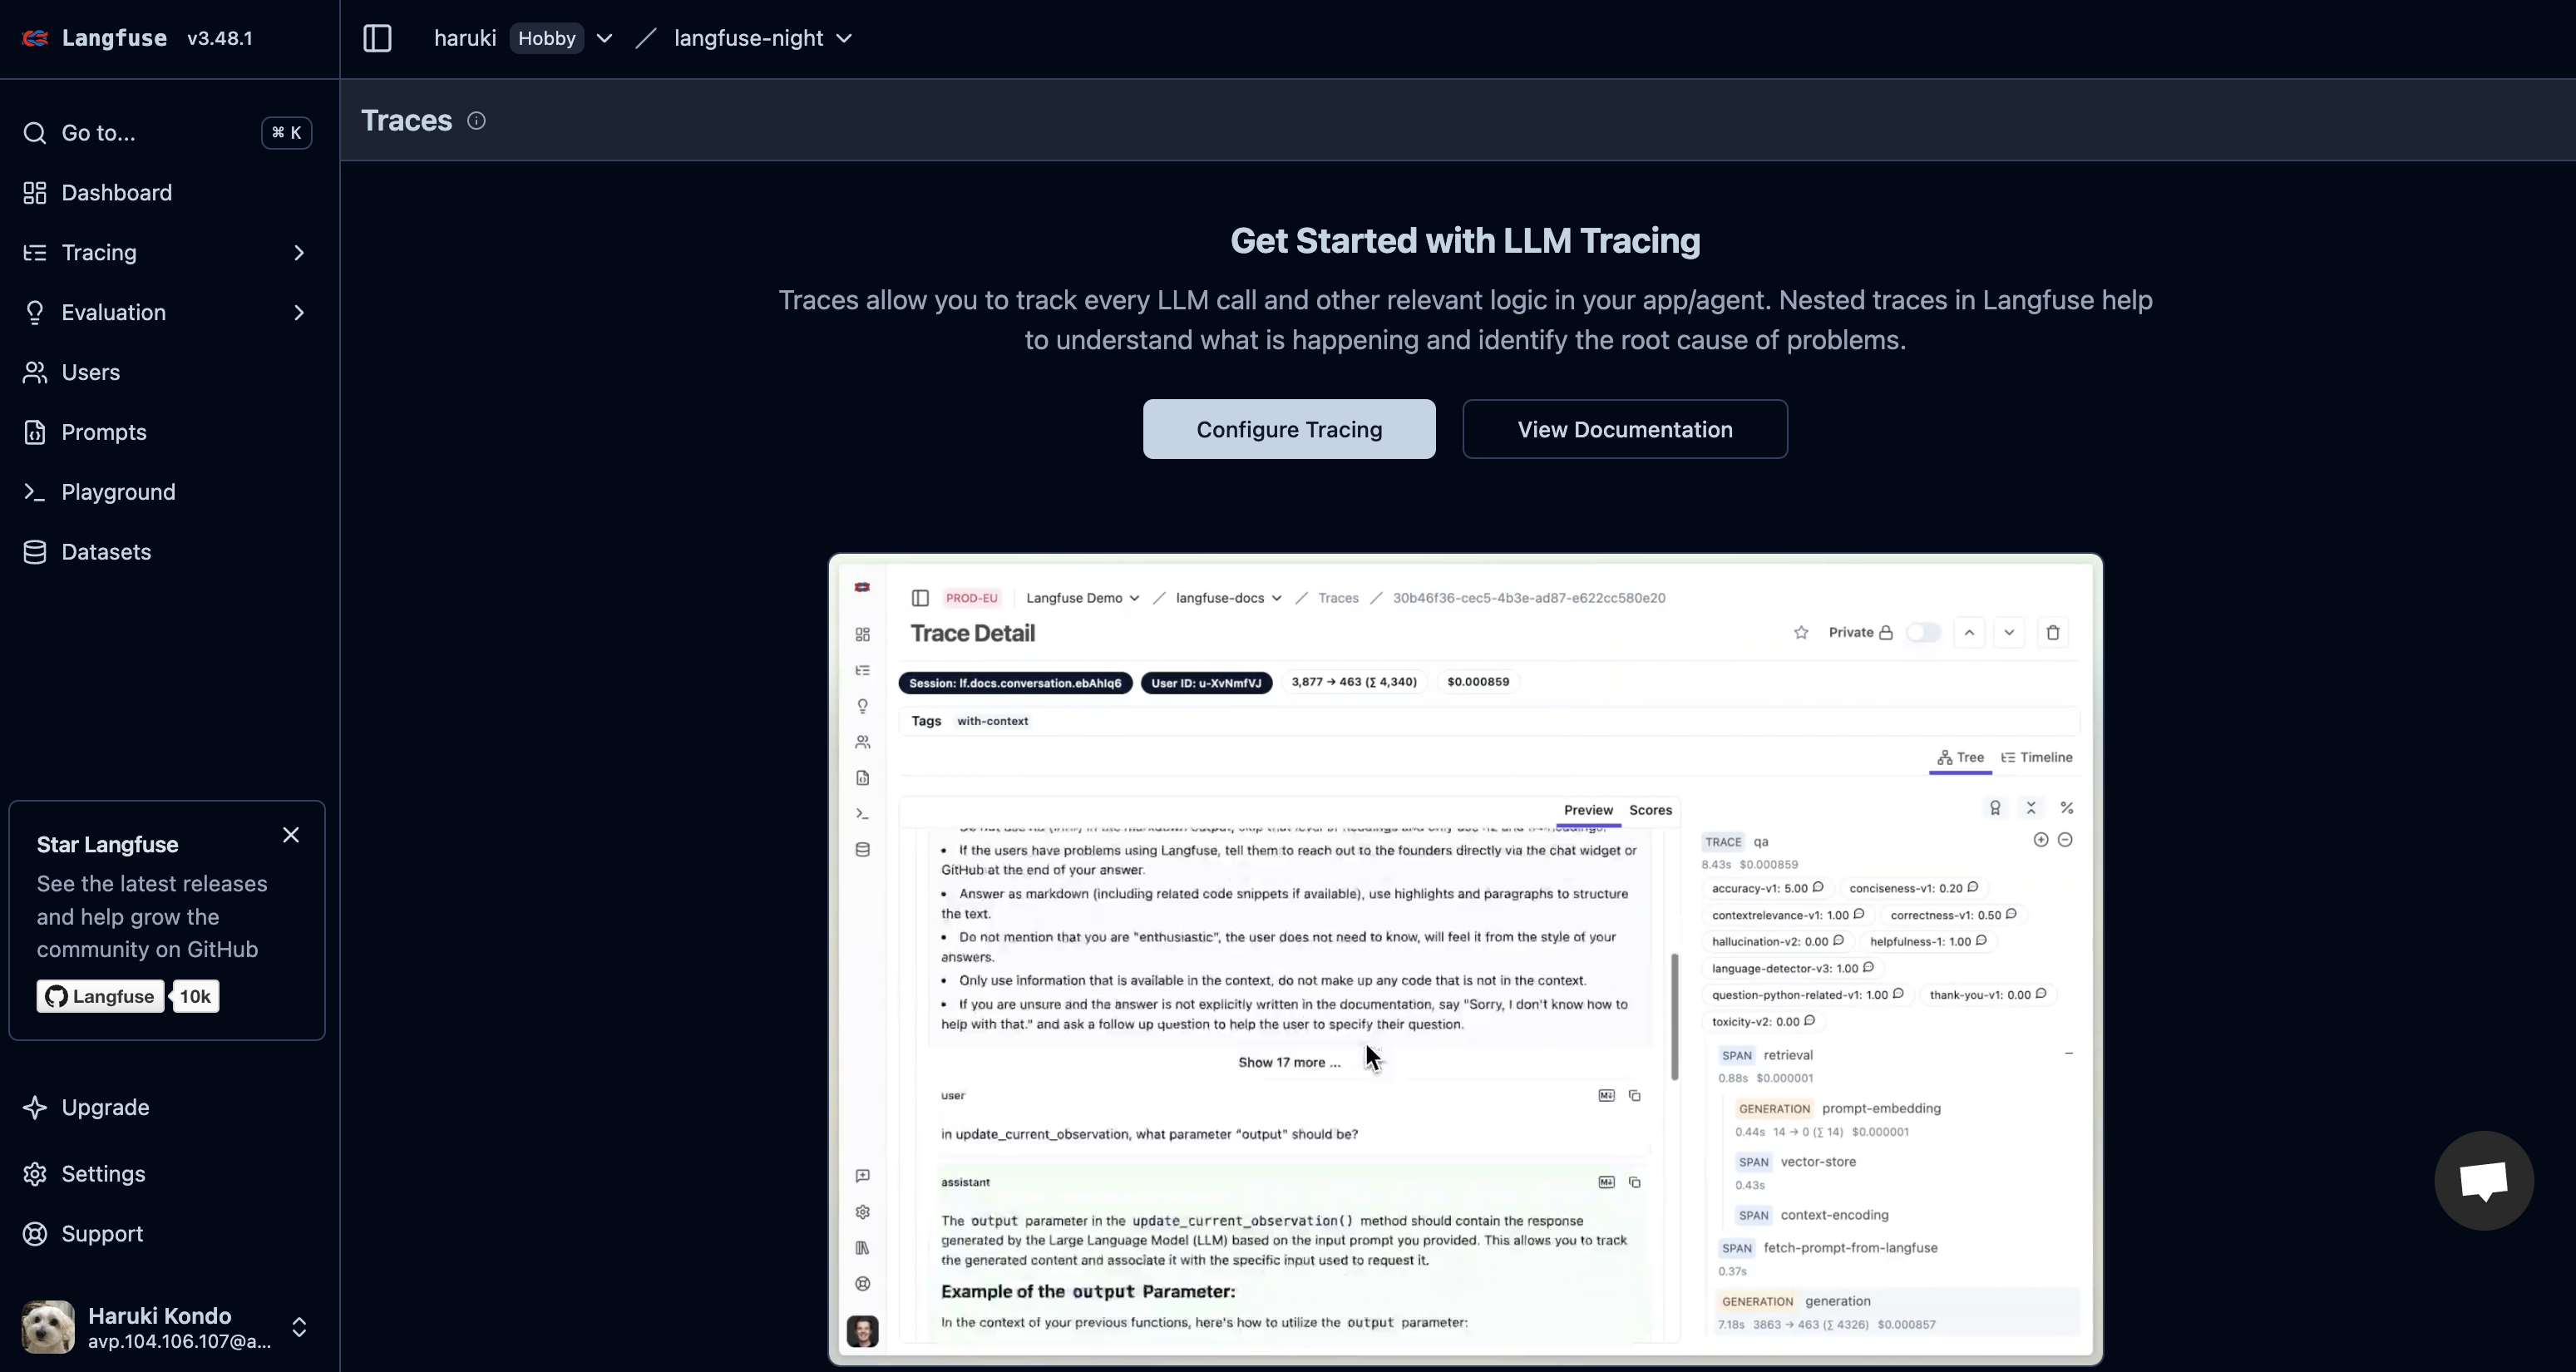 Langfuse v3.48.1
haruki Hobby / langfuse-night
Go to... ⌘ K
Dashboard
Tracing
Evaluation
Users
Prompts
Playground
Datasets
Star Langfuse
See the latest releases
and help grow the
community on GitHub
Langfuse 10k
Upgrade
Settings
Support
Haruki Kondo
avp.104.106.107@a...
Traces
Get Started with LLM Tracing
Traces allow you to track every LLM call and other relevant logic in your app/agent. Nested traces in Langfuse help
to understand what is happening and identify the root cause of problems.
Configure Tracing View Documentation
PROD-EU Langfuse Demo / langfuse-docs / Traces / 30b46f36-cec5-4b3e-ad87-e622cc580e20
Trace Detail Private
Session: lf.docs.conversation.ebAhlq6 User ID: u-XvNmfVJ 3,877 → 463 (∑ 4,340) $0.000859
Tags with-context
Tree Timeline
Preview Scores
• If the users have problems using Langfuse, tell them to reach out to the founders directly via the chat widget or
GitHub at the end of your answer.
• Answer as markdown (including related code snippets if available), use highlights and paragraphs to structure
the text.
• Do not mention that you are "enthusiastic", the user does not need to know, will feel it from the style of your
answers.
• Only use information that is available in the context, do not make up any code that is not in the context.
• If you are unsure and the answer is not explicitly written in the documentation, say "Sorry, I don't know how to
help with that." and ask a follow up question to help the user to specify their question.
Show 17 more ...
user
in update_current_observation, what parameter "output" should be?
assistant
The output parameter in the update_current_observation() method should contain the response
generated by the Large Language Model (LLM) based on the input prompt you provided. This allows you to track
the generated content and associate it with the specific input used to request it.
Example of the output Parameter:
In the context of your previous functions, here's how to utilize the output parameter:
TRACE qa
8.43s $0.000859
accuracy-v1: 5.00 conciseness-v1: 0.20
contextrelevance-v1: 1.00 correctness-v1: 0.50
hallucination-v2: 0.00 helpfulness-1: 1.00
language-detector-v3: 1.00
question-python-related-v1: 1.00 thank-you-v1: 0.00
toxicity-v2: 0.00
SPAN retrieval
0.88s $0.000001
GENERATION prompt-embedding
0.44s 14 → 0 (∑ 14) $0.000001
SPAN vector-store
0.43s
SPAN context-encoding
SPAN fetch-prompt-from-langfuse
0.37s
GENERATION generation
7.18s 3863 → 463 (∑ 4326) $0.000857